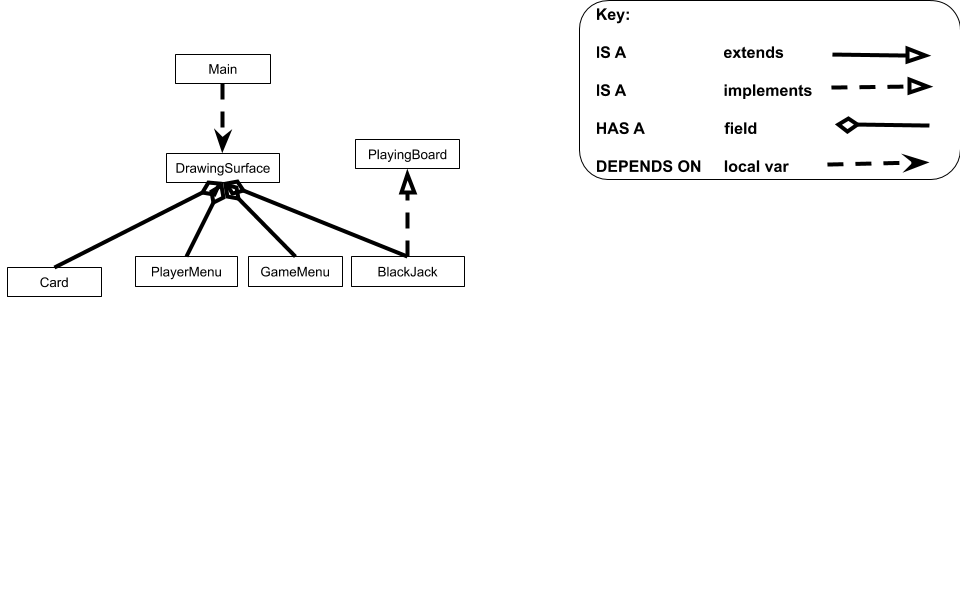 Key:
IS A extends
IS A implements
HAS A field
DEPENDS ON local var
Main
DrawingSurface
PlayingBoard
Card
PlayerMenu
GameMenu
BlackJack